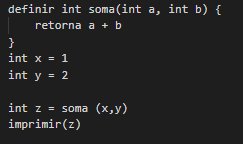 definir int soma(int a, int b) {
    retorna a + b
}
int x = 1
int y = 2

int z = soma (x,y)
imprimir(z)